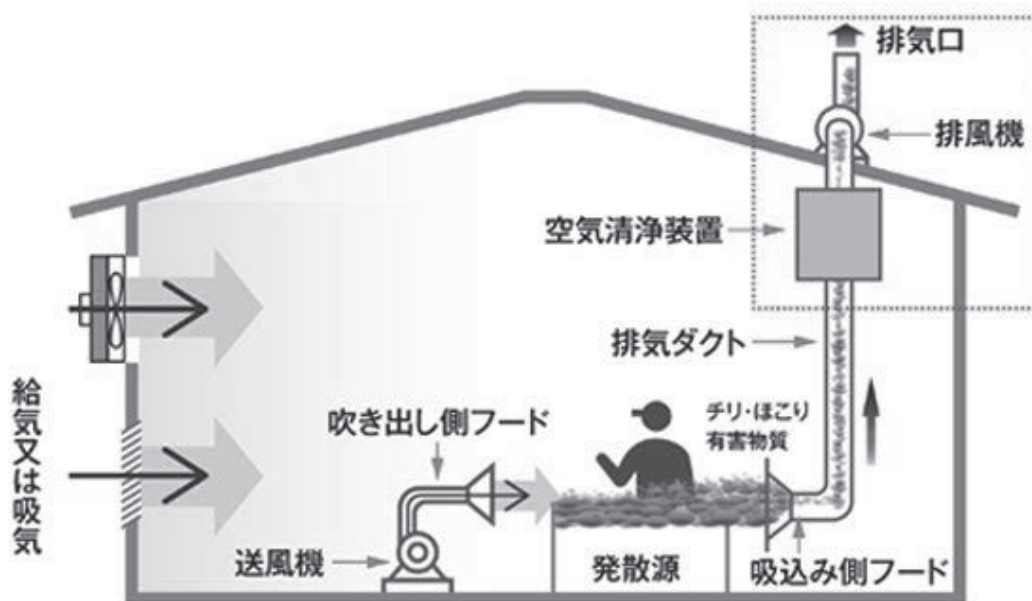 排気口
排風機
空気清浄装置
排気ダクト
給気又は吸気
吹き出し側フード
チリ・ほこり
有害物質
送風機
発散源
吸込み側フード